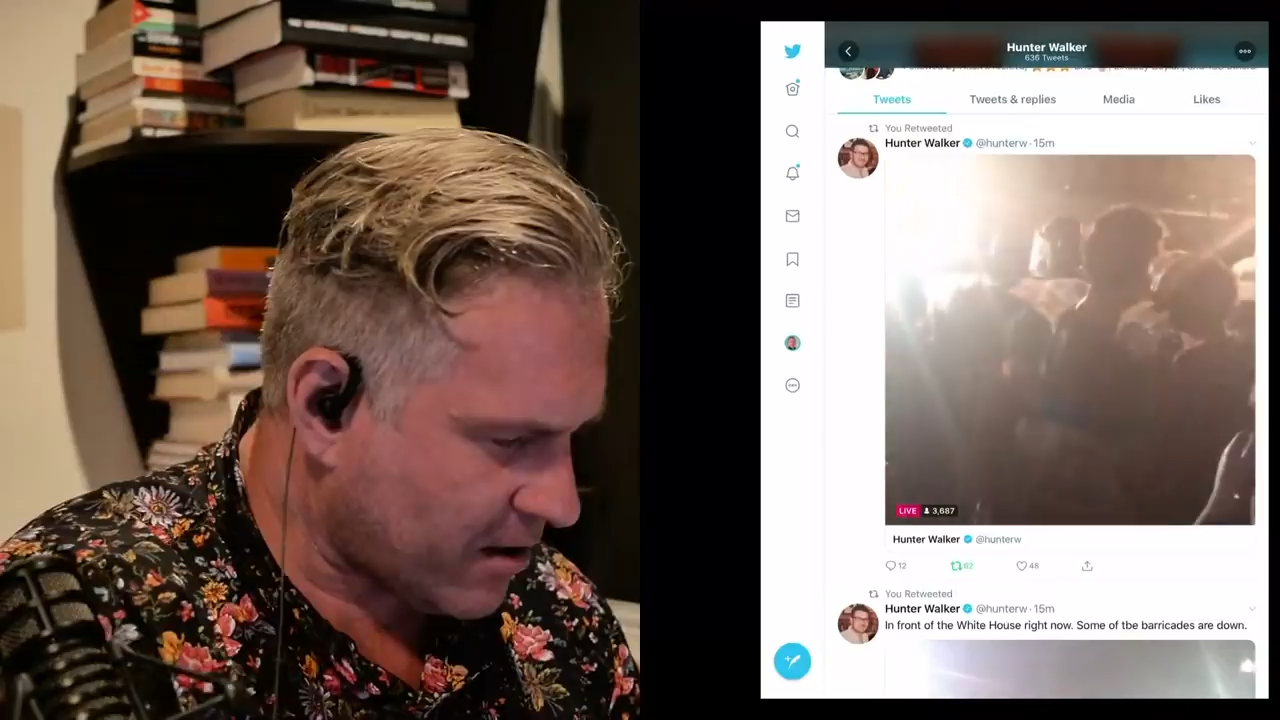 Hunter Walker
636 Tweets
Tweets
Tweets & replies
Media
Likes
You Retweeted
Hunter Walker @hunterw · 15m
LIVE 3,687
Hunter Walker @hunterw
12
62
48
You Retweeted
Hunter Walker @hunterw · 15m
In front of the White House right now. Some of tbe barricades are down.